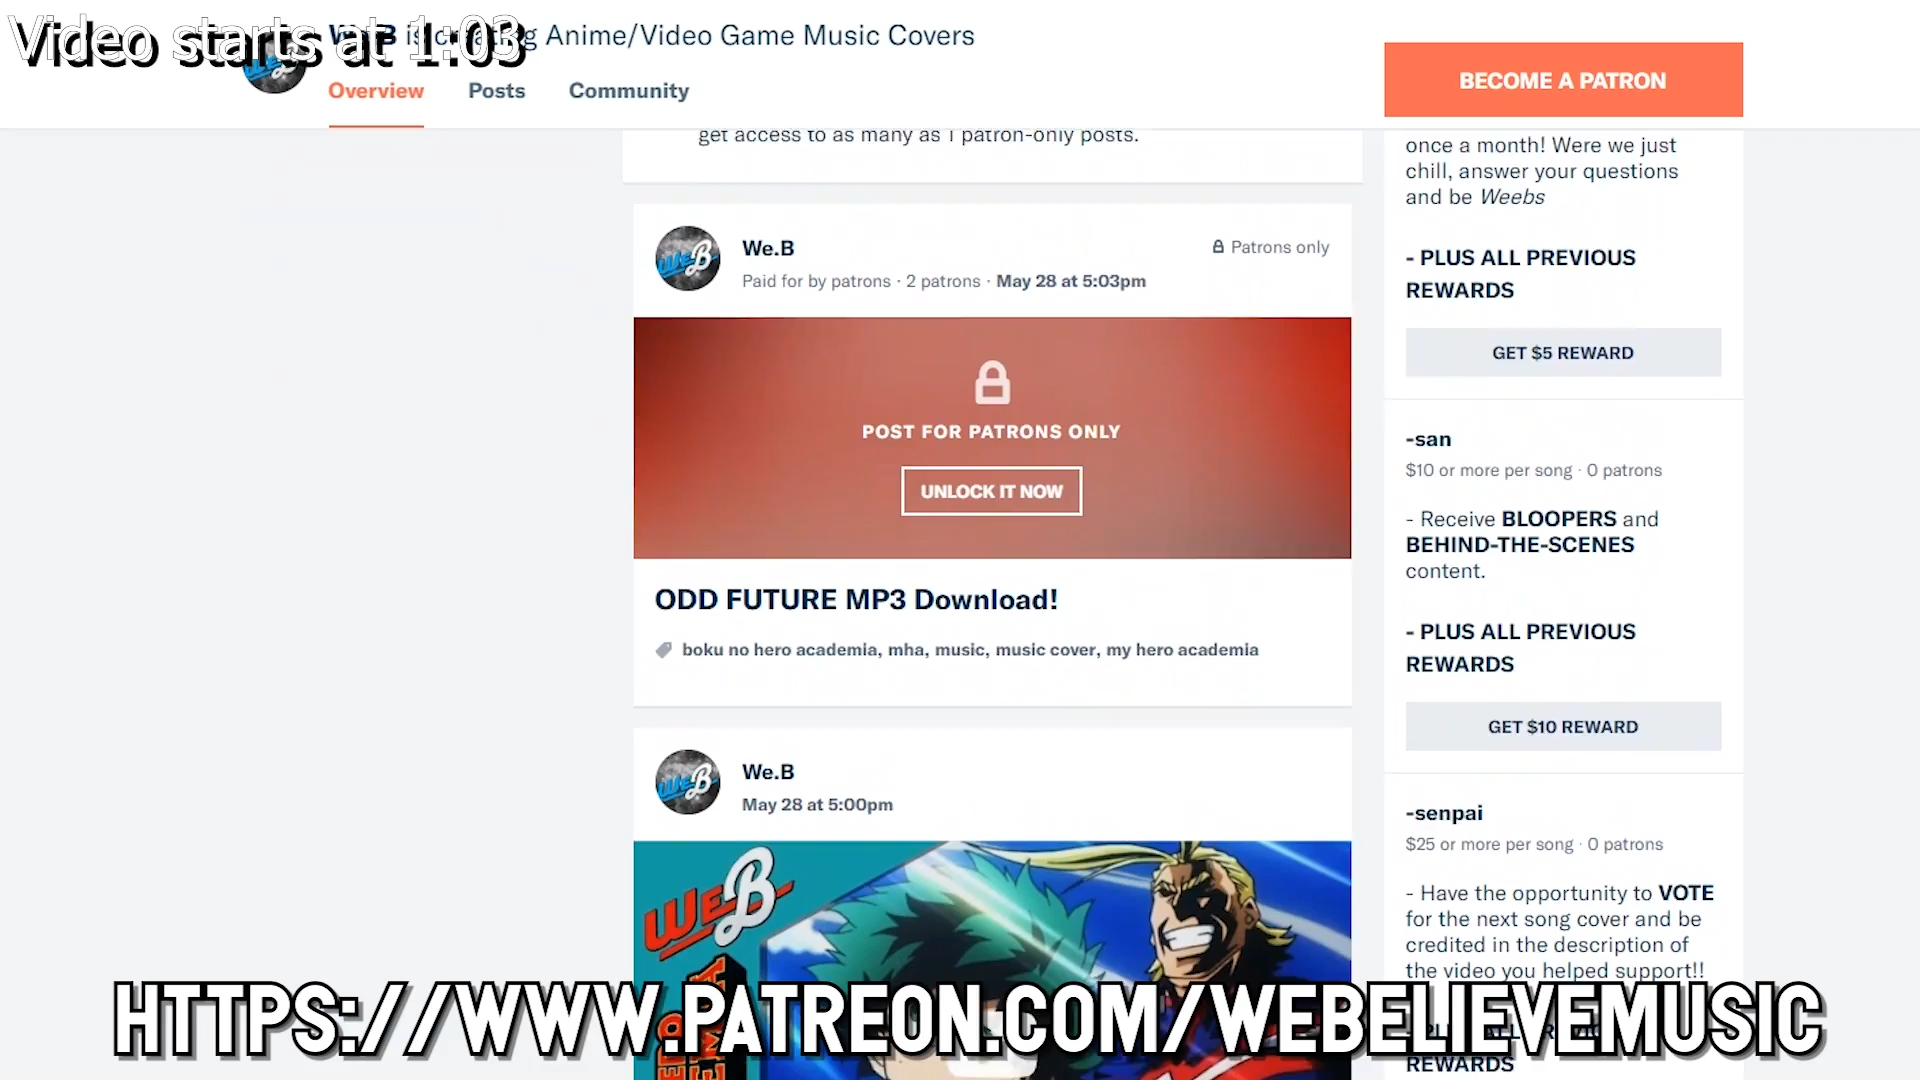 Video starts at 1:03
We.B is creating Anime/Video Game Music Covers
Overview Posts Community
BECOME A PATRON
get access to as many as 1 patron-only posts.
We.B
Paid for by patrons · 2 patrons · May 28 at 5:03pm
Patrons only
POST FOR PATRONS ONLY
UNLOCK IT NOW
ODD FUTURE MP3 Download!
boku no hero academia, mha, music, music cover, my hero academia
We.B
May 28 at 5:00pm
WeB
once a month! Were we just
chill, answer your questions
and be Weebs
- PLUS ALL PREVIOUS
REWARDS
GET $5 REWARD
-san
$10 or more per song · 0 patrons
- Receive BLOOPERS and
BEHIND-THE-SCENES
content.
- PLUS ALL PREVIOUS
REWARDS
GET $10 REWARD
-senpai
$25 or more per song · 0 patrons
- Have the opportunity to VOTE
for the next song cover and be
credited in the description of
the video you helped support!!
REWARDS
HTTPS://WWW.PATREON.COM/WEBELIEVEMUSIC